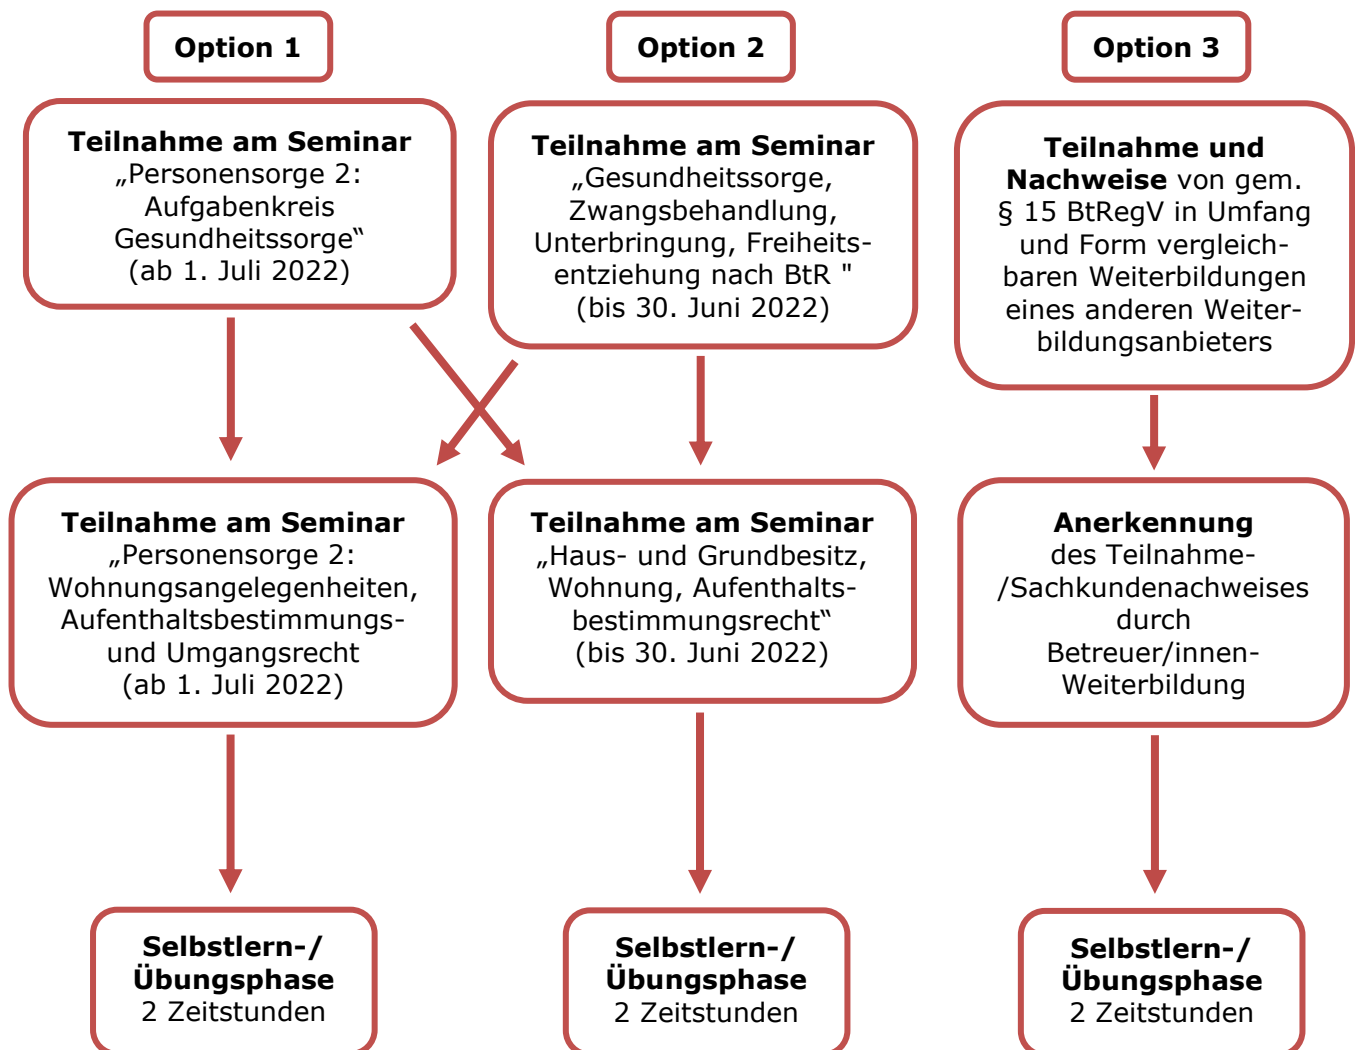 Option 1
Teilnahme am Seminar
„Personensorge 2:
Aufgabenkreis
Gesundheitssorge“
(ab 1. Juli 2022)
Teilnahme am Seminar
„Personensorge 2:
Wohnungsangelegenheiten,
Aufenthaltsbestimmungs-
und Umgangsrecht
(ab 1. Juli 2022)
Selbstlern-/
Übungsphase
2 Zeitstunden
Option 2
Teilnahme am Seminar
„Gesundheitssorge,
Zwangsbehandlung,
Unterbringung, Freiheits-
entziehung nach BtR "
(bis 30. Juni 2022)
Teilnahme am Seminar
„Haus- und Grundbesitz,
Wohnung, Aufenthalts-
bestimmungsrecht“
(bis 30. Juni 2022)
Selbstlern-/
Übungsphase
2 Zeitstunden
Option 3
Teilnahme und
Nachweise von gem.
§ 15 BtRegV in Umfang
und Form vergleich-
baren Weiterbildungen
eines anderen Weiter-
bildungsanbieters
Anerkennung
des Teilnahme-
/Sachkundenachweises
durch
Betreuer/innen-
Weiterbildung
Selbstlern-/
Übungsphase
2 Zeitstunden